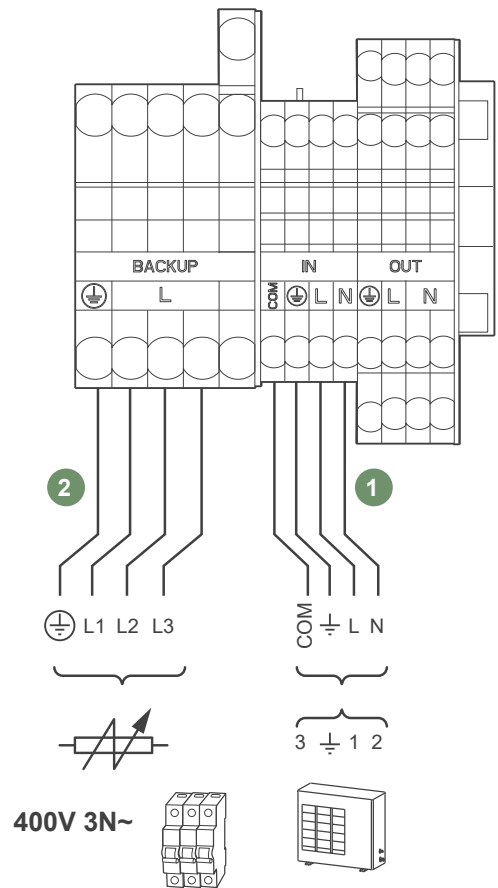 BACKUP IN OUT
L COM L N L N
2 1
L1 L2 L3 COM L N
3 1 2
400V 3N~